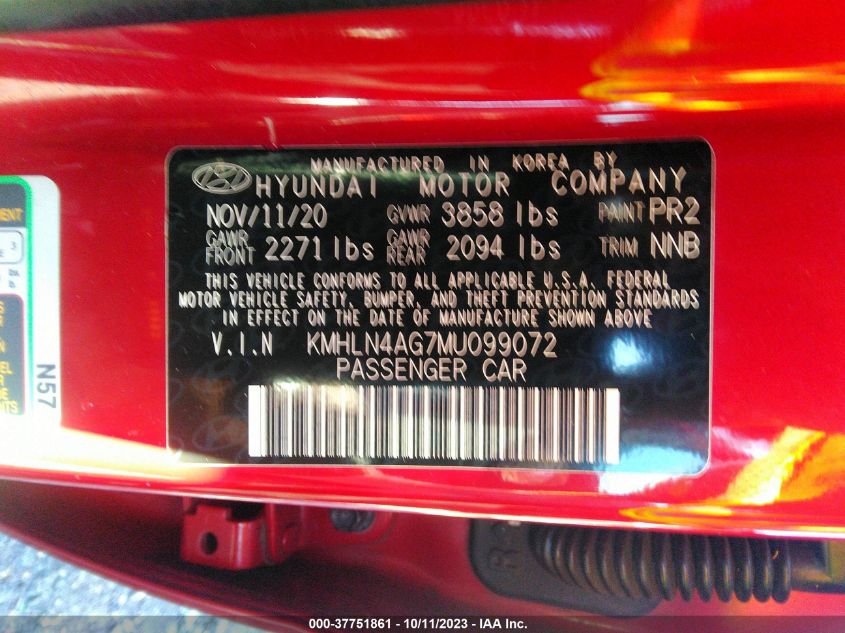 MANUFACTURED IN KOREA BY
HYUNDAI MOTOR COMPANY
NOV/11/20 GVWR 3858 lbs PAINT PR2
GAWR FRONT 2271 lbs GAWR REAR 2094 lbs TRIM NNB
THIS VEHICLE CONFORMS TO ALL APPLICABLE U.S.A. FEDERAL
MOTOR VEHICLE SAFETY, BUMPER, AND THEFT PREVENTION STANDARDS
IN EFFECT ON THE DATE OF MANUFACTURE SHOWN ABOVE
V.I.N KMHLN4AG7MU099072
PASSENGER CAR
N57
3
R
000-37751861 - 10/11/2023 - IAA Inc.